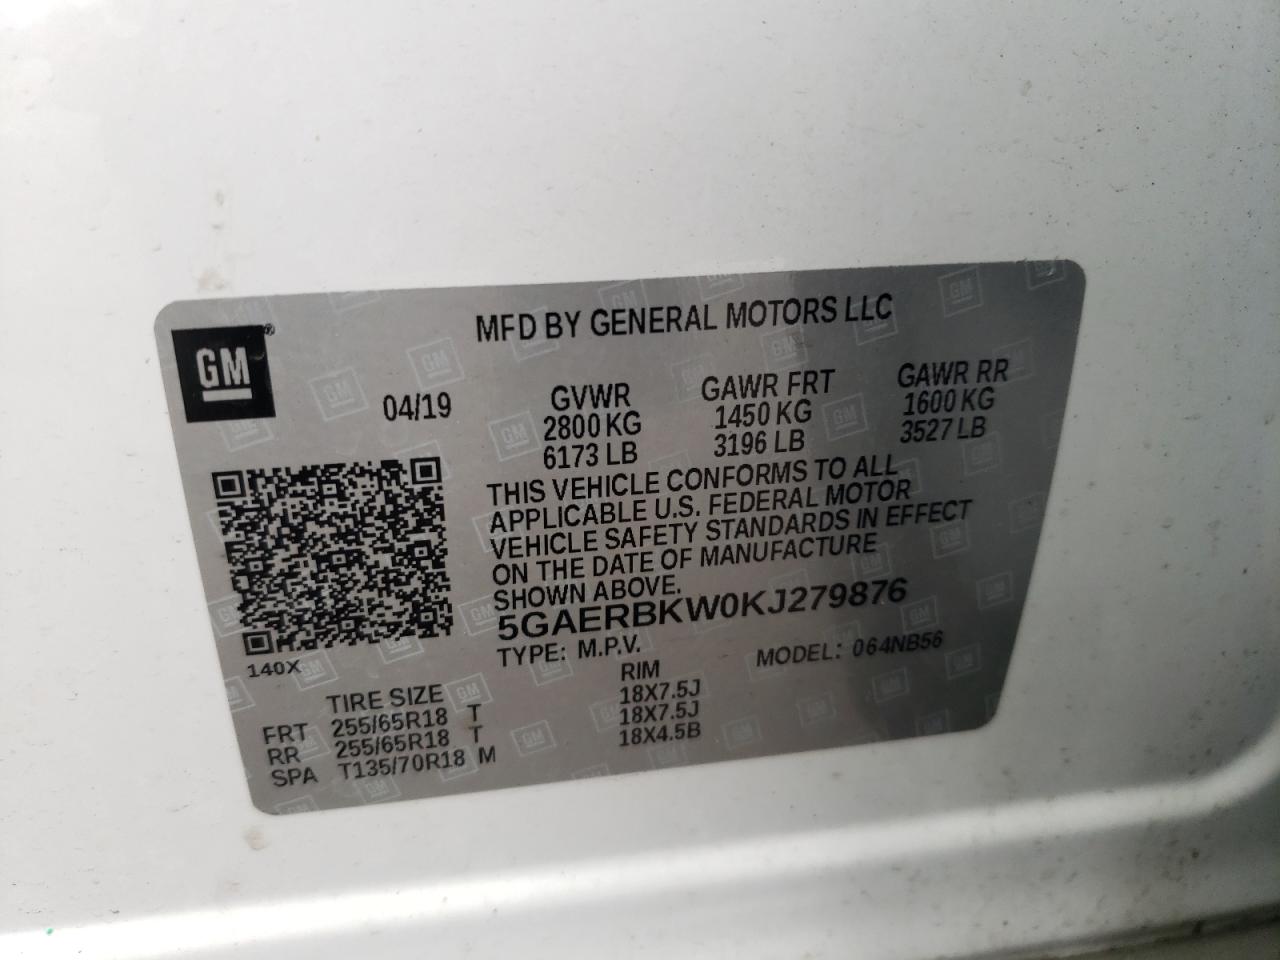 MFD BY GENERAL MOTORS LLC
GM®
04/19
GVWR GAWR FRT GAWR RR
2800 KG 1450 KG 1600 KG
6173 LB 3196 LB 3527 LB
THIS VEHICLE CONFORMS TO ALL
APPLICABLE U.S. FEDERAL MOTOR
VEHICLE SAFETY STANDARDS IN EFFECT
ON THE DATE OF MANUFACTURE
SHOWN ABOVE.
5GAERBKW0KJ279876
140X
TYPE: M.P.V. MODEL: 064NB56
TIRE SIZE RIM
FRT 255/65R18 T 18X7.5J
RR 255/65R18 T 18X7.5J
SPA T135/70R18 M 18X4.5B